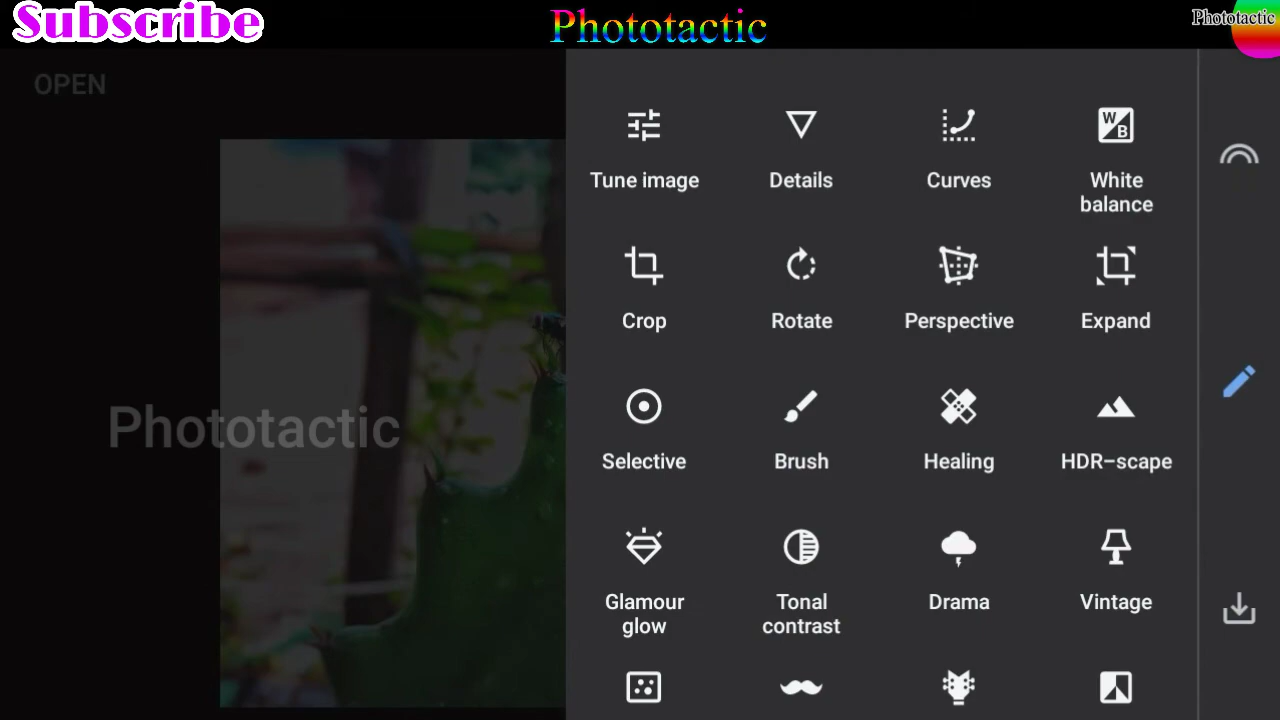 Subscribe
Phototactic
Phototactic
OPEN
Tune image
Details
Curves
White
balance
Crop
Rotate
Perspective
Expand
Phototactic
Selective
Brush
Healing
HDR-scape
Glamour
glow
Tonal
contrast
Drama
Vintage